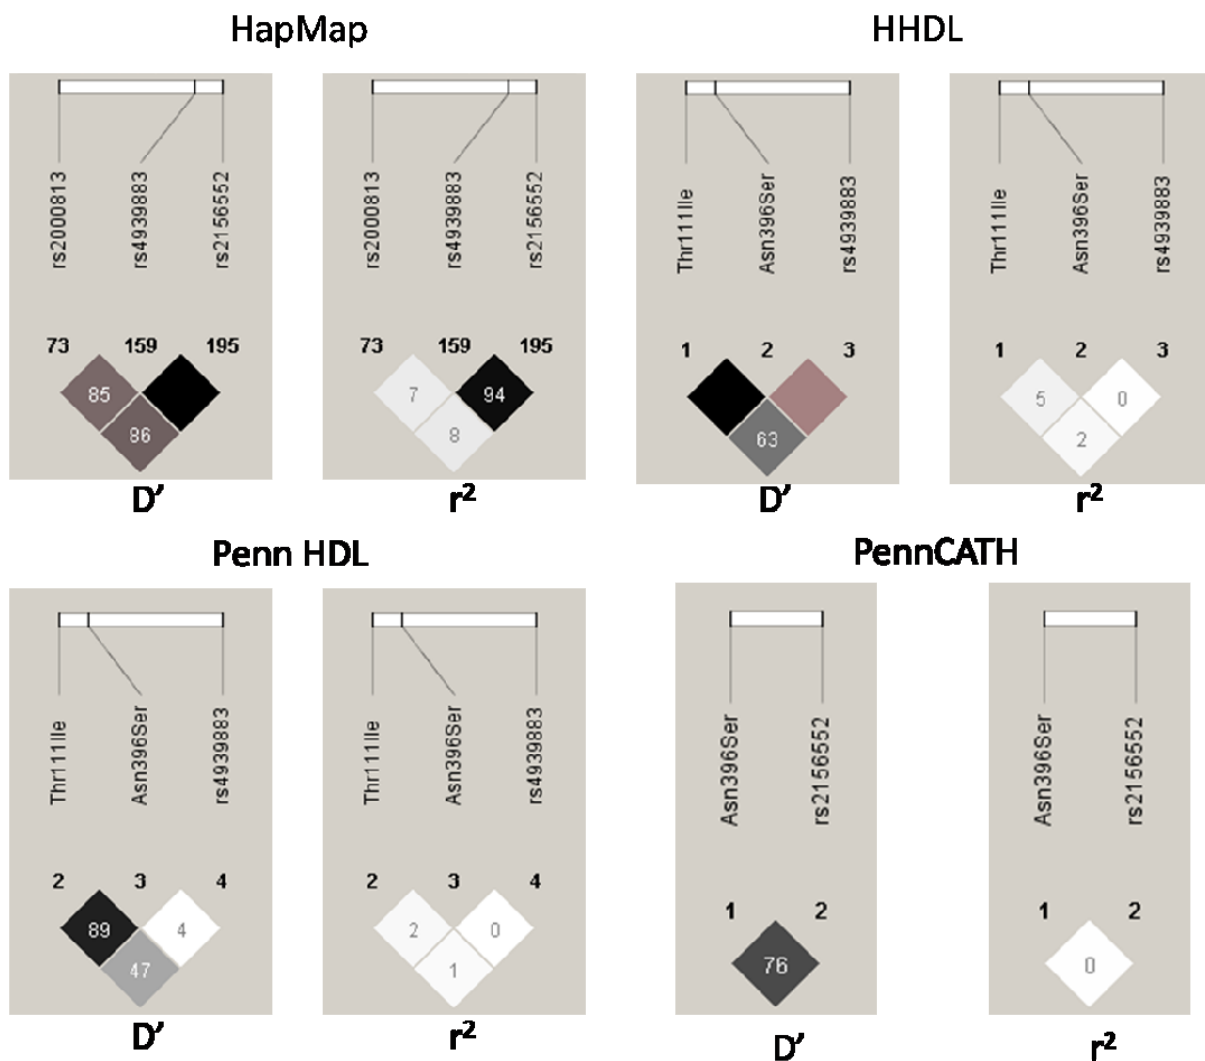 HapMap
HHDL
rs2000813 rs4939883 rs2156552
rs2000813 rs4939883 rs2156552
Thr111Ile Asn396Ser rs4939883
Thr111Ile Asn396Ser rs4939883
73 159 195
73 159 195
1 2 3
1 2 3
85
7 94
5 0
86
8
63
2
D’
r²
D’
r²
Penn HDL
PennCATH
Thr111Ile Asn396Ser rs4939883
Thr111Ile Asn396Ser rs4939883
Asn396Ser rs2156552
Asn396Ser rs2156552
2 3 4
2 3 4
1 2
1 2
89 4
2 0
47
1
76
0
D’
r²
D’
r²